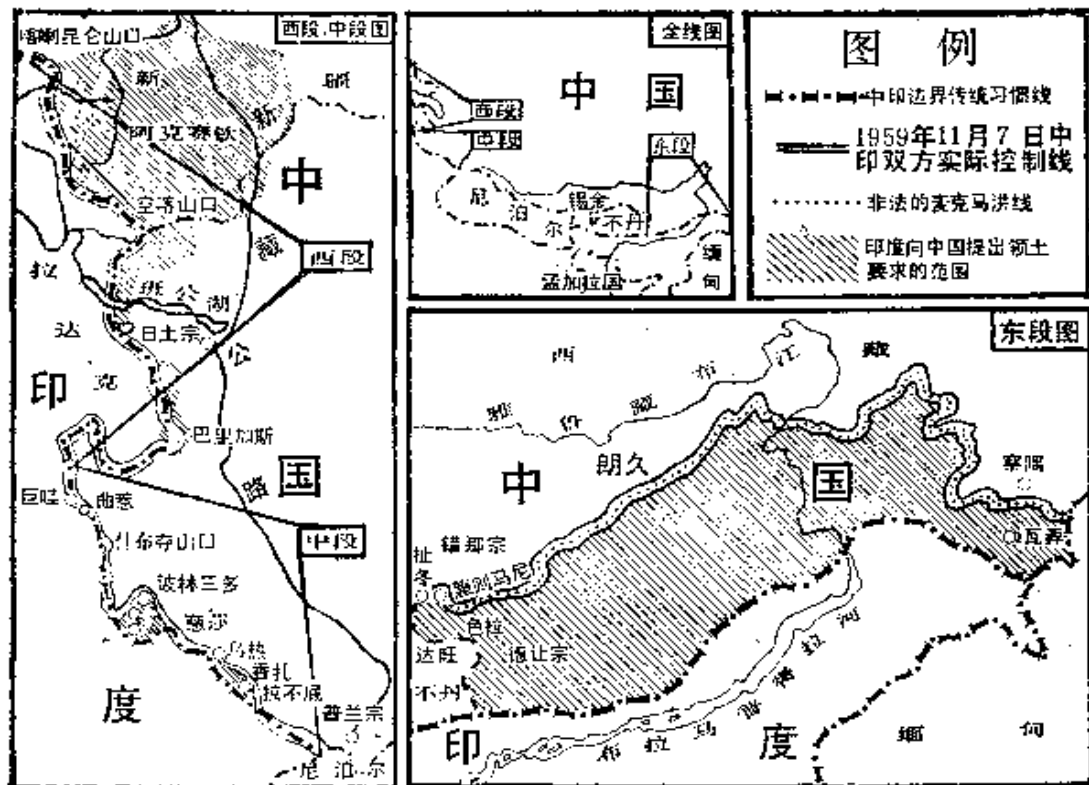 西段、中段图
喀喇昆仑山口
新
新
阿克赛钦
空喀山口
中
藏
西段
拉
班公湖
达
日土宗
公
印
克
巴里加斯
国
路
巨哇
曲惹
中段
什布奇山口
波林三多
葱莎
乌热
香扎
拉不底
度
普兰宗
尼泊尔
全线图
中国
西段
中段
东段
尼泊尔
锡金
不丹
缅甸
孟加拉国
图 例
中印边界传统习惯线
1959年11月7日中
印双方实际控制线
非法的麦克马洪线
印度向中国提出领土
要求的范围
东段图
西
藏
雅鲁藏布江
中
国
朗久
察隅
瓦弄
错那宗
扯冬
色拉
达旺
德让宗
不丹
布拉马普特拉河
印
度
缅
甸